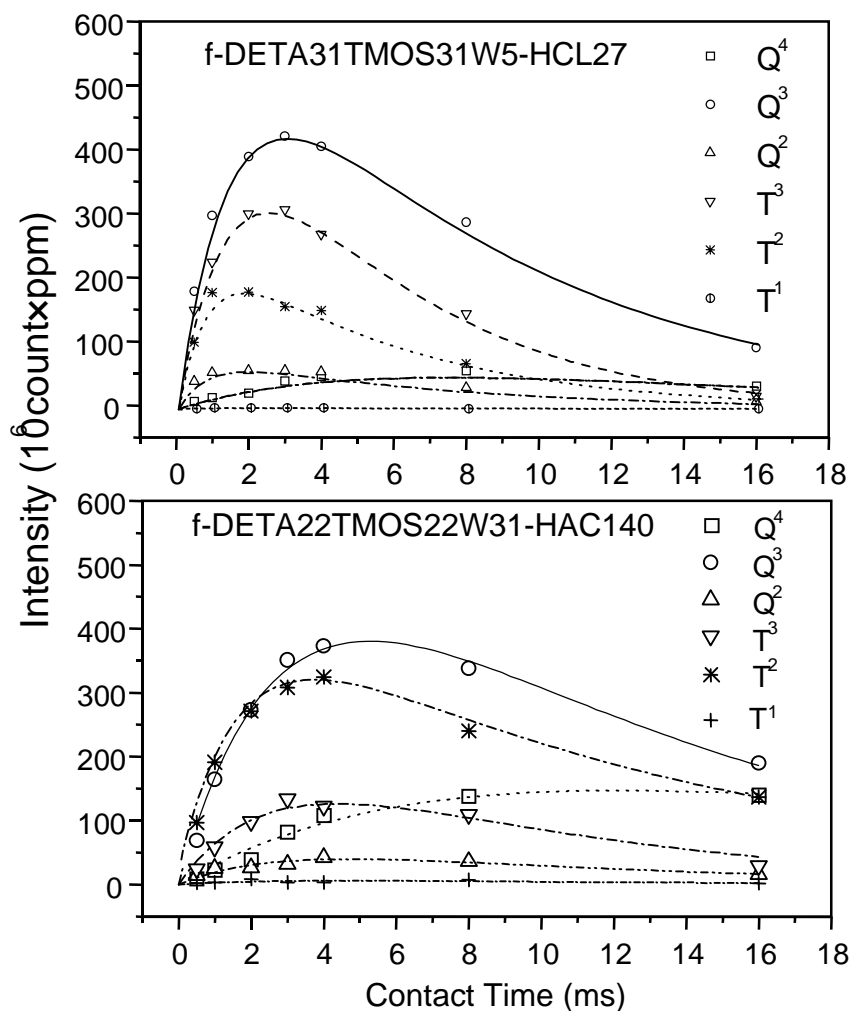 600
500
400
300
200
100
0
f-DETA31TMOS31W5-HCL27
Q⁴
Q³
Q²
T³
T²
T¹
0 2 4 6 8 10 12 14 16 18
Intensity (10⁶count×ppm)
600
500
400
300
200
100
0
f-DETA22TMOS22W31-HAC140
Q⁴
Q³
Q²
T³
T²
T¹
0 2 4 6 8 10 12 14 16 18
Contact Time (ms)